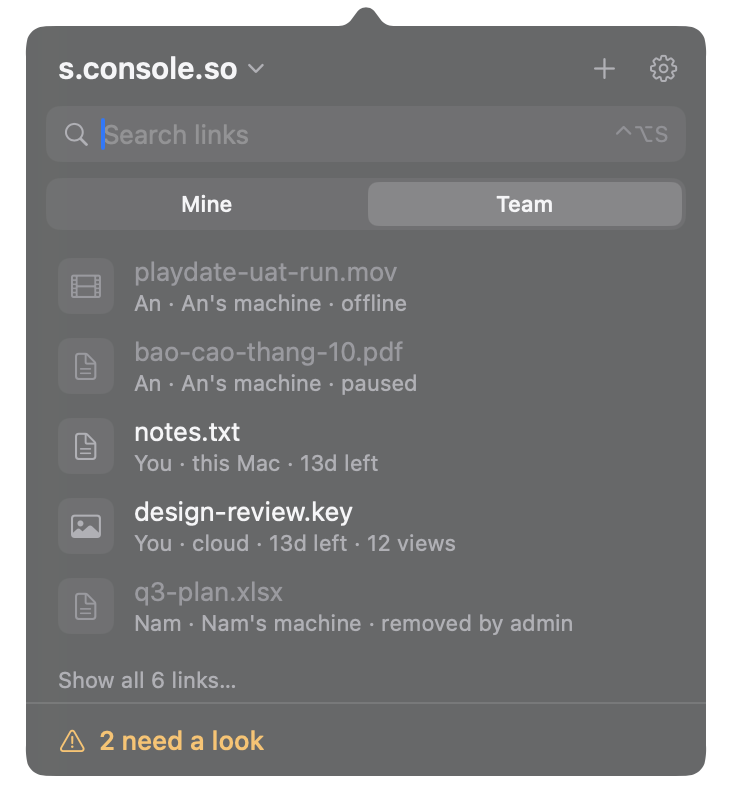 s.console.so
Search links ^⌥S
Mine Team
playdate-uat-run.mov
An · An's machine · offline
bao-cao-thang-10.pdf
An · An's machine · paused
notes.txt
You · this Mac · 13d left
design-review.key
You · cloud · 13d left · 12 views
q3-plan.xlsx
Nam · Nam's machine · removed by admin
Show all 6 links...
2 need a look